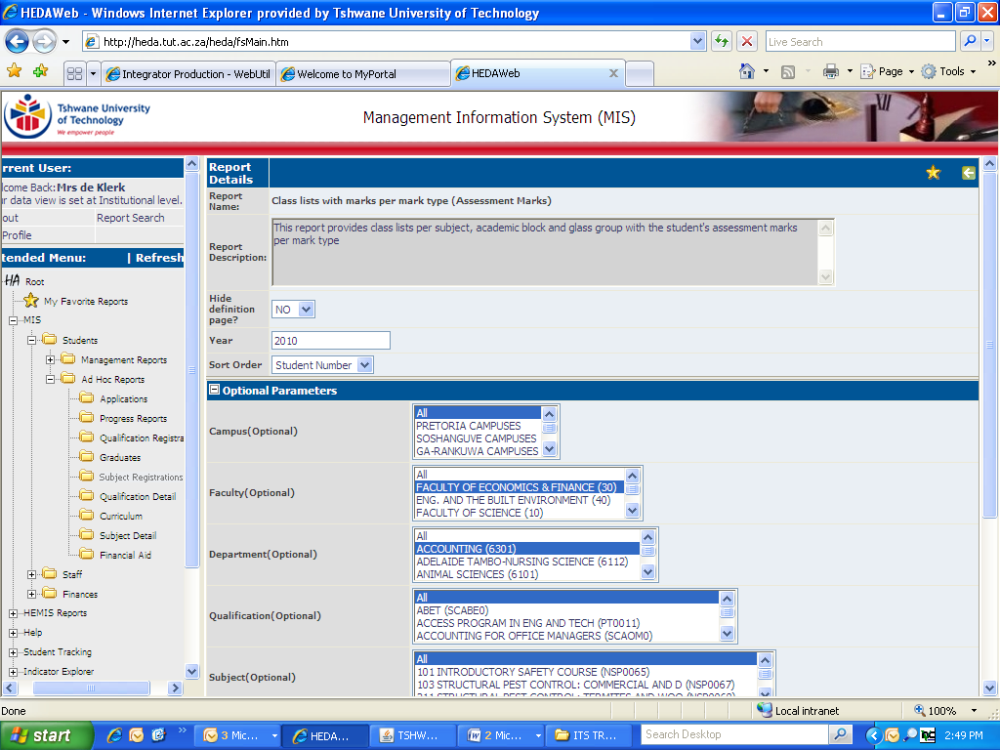 HEDAWeb - Windows Internet Explorer provided by Tshwane University of Technology
http://heda.tut.ac.za/heda/fsMain.htm
Live Search
Integrator Production - WebUtil
Welcome to MyPortal
HEDAWeb
Page
Tools
Tshwane University
of Technology
We empower people
Management Information System (MIS)
rrent User:
lcome Back: Mrs de Klerk
r data view is set at Institutional level.
out
Report Search
Profile
tended Menu: | Refresh
HA Root
My Favorite Reports
MIS
Students
Management Reports
Ad Hoc Reports
Applications
Progress Reports
Qualification Registra
Graduates
Subject Registrations
Qualification Detail
Curriculum
Subject Detail
Financial Aid
Staff
Finances
HEMIS Reports
Help
Student Tracking
Indicator Explorer
Report
Details
Report
Name:
Class lists with marks per mark type (Assessment Marks)
Report
Description:
This report provides class lists per subject, academic block and glass group with the student's assessment marks
per mark type
Hide
definition
page?
NO
Year
2010
Sort Order
Student Number
Optional Parameters
Campus(Optional)
All
PRETORIA CAMPUSES
SOSHANGUVE CAMPUSES
GA-RANKUWA CAMPUSES
Faculty(Optional)
All
FACULTY OF ECONOMICS & FINANCE (30)
ENG. AND THE BUILT ENVIRONMENT (40)
FACULTY OF SCIENCE (10)
Department(Optional)
All
ACCOUNTING (6301)
ADELAIDE TAMBO-NURSING SCIENCE (6112)
ANIMAL SCIENCES (6101)
Qualification(Optional)
All
ABET (SCABE0)
ACCESS PROGRAM IN ENG AND TECH (PT0011)
ACCOUNTING FOR OFFICE MANAGERS (SCAOM0)
Subject(Optional)
All
101 INTRODUCTORY SAFETY COURSE (NSP0065)
103 STRUCTURAL PEST CONTROL: COMMERCIAL AND D (NSP0067)
Done
Local intranet
100%
start
3 Mic...
HEDA...
TSHW...
2 Mic...
ITS TR...
Search Desktop
2:49 PM